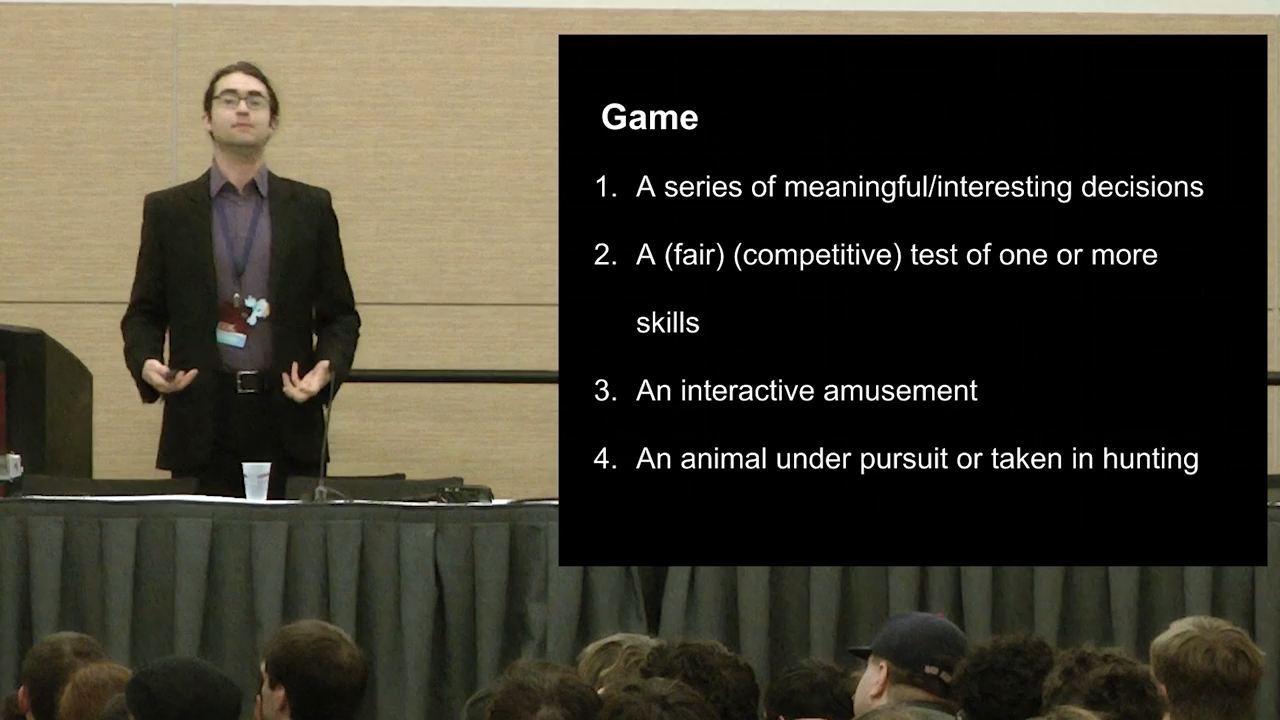 Game
1. A series of meaningful/interesting decisions
2. A (fair) (competitive) test of one or more
skills
3. An interactive amusement
4. An animal under pursuit or taken in hunting